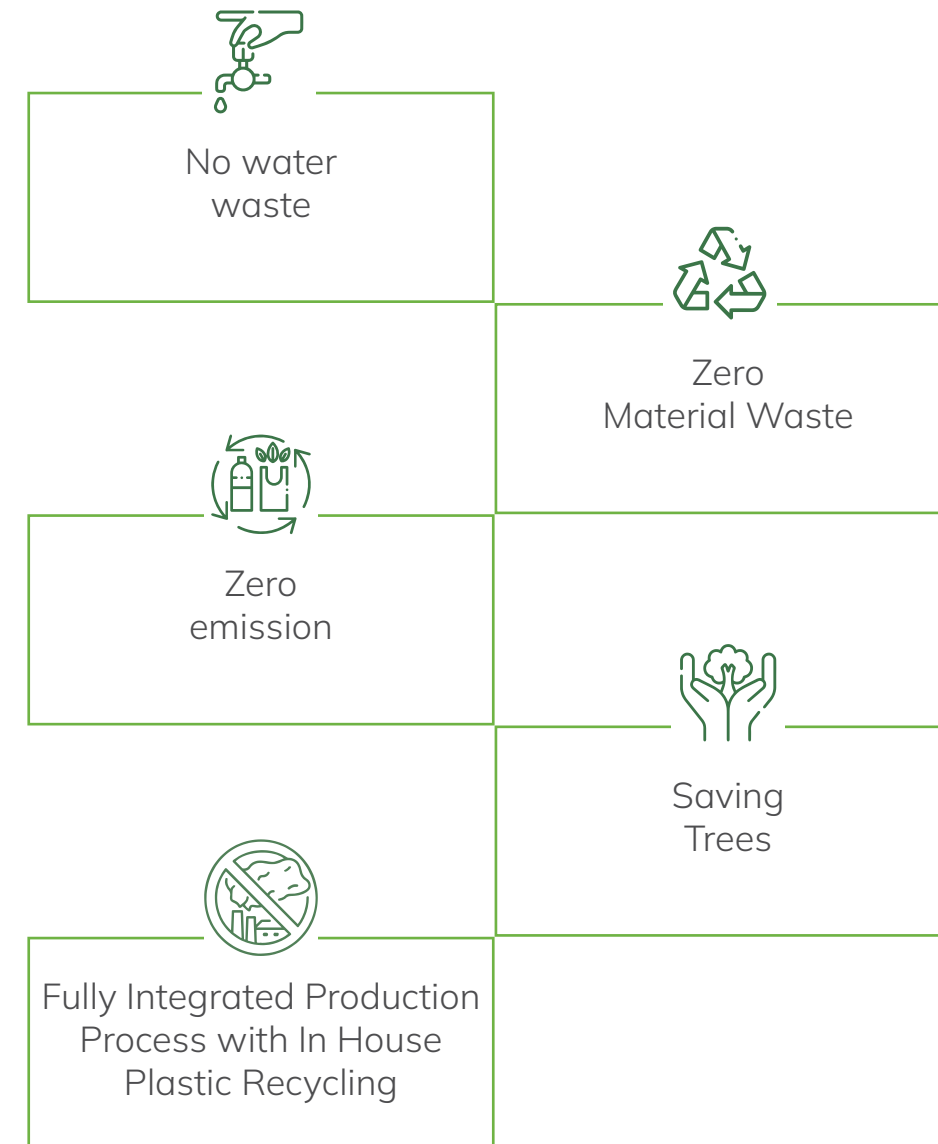 No water
waste
Zero
Material Waste
Zero
emission
Saving
Trees
Fully Integrated Production
Process with In House
Plastic Recycling